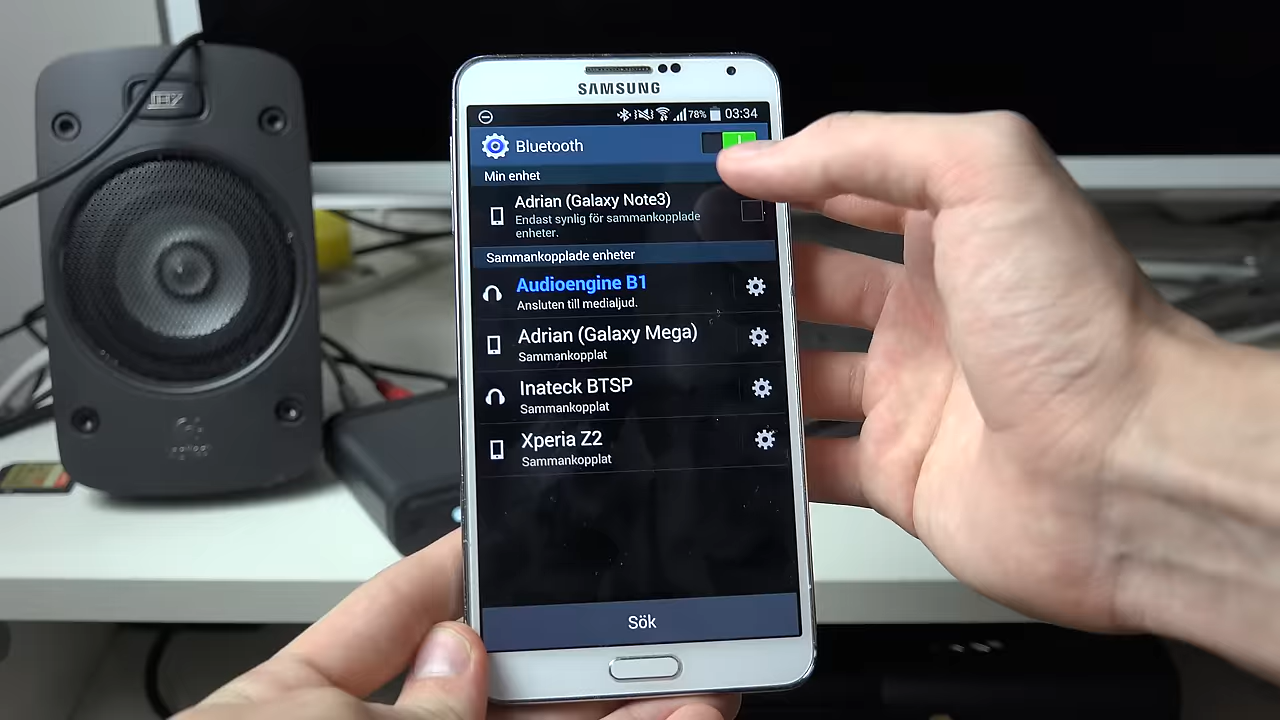 SAMSUNG
78% 03:34
Bluetooth
Min enhet
Adrian (Galaxy Note3)
Endast synlig för sammankopplade
enheter.
Sammankopplade enheter
Audioengine B1
Ansluten till medialjud.
Adrian (Galaxy Mega)
Sammankopplat
Inateck BTSP
Sammankopplat
Xperia Z2
Sammankopplat
Sök